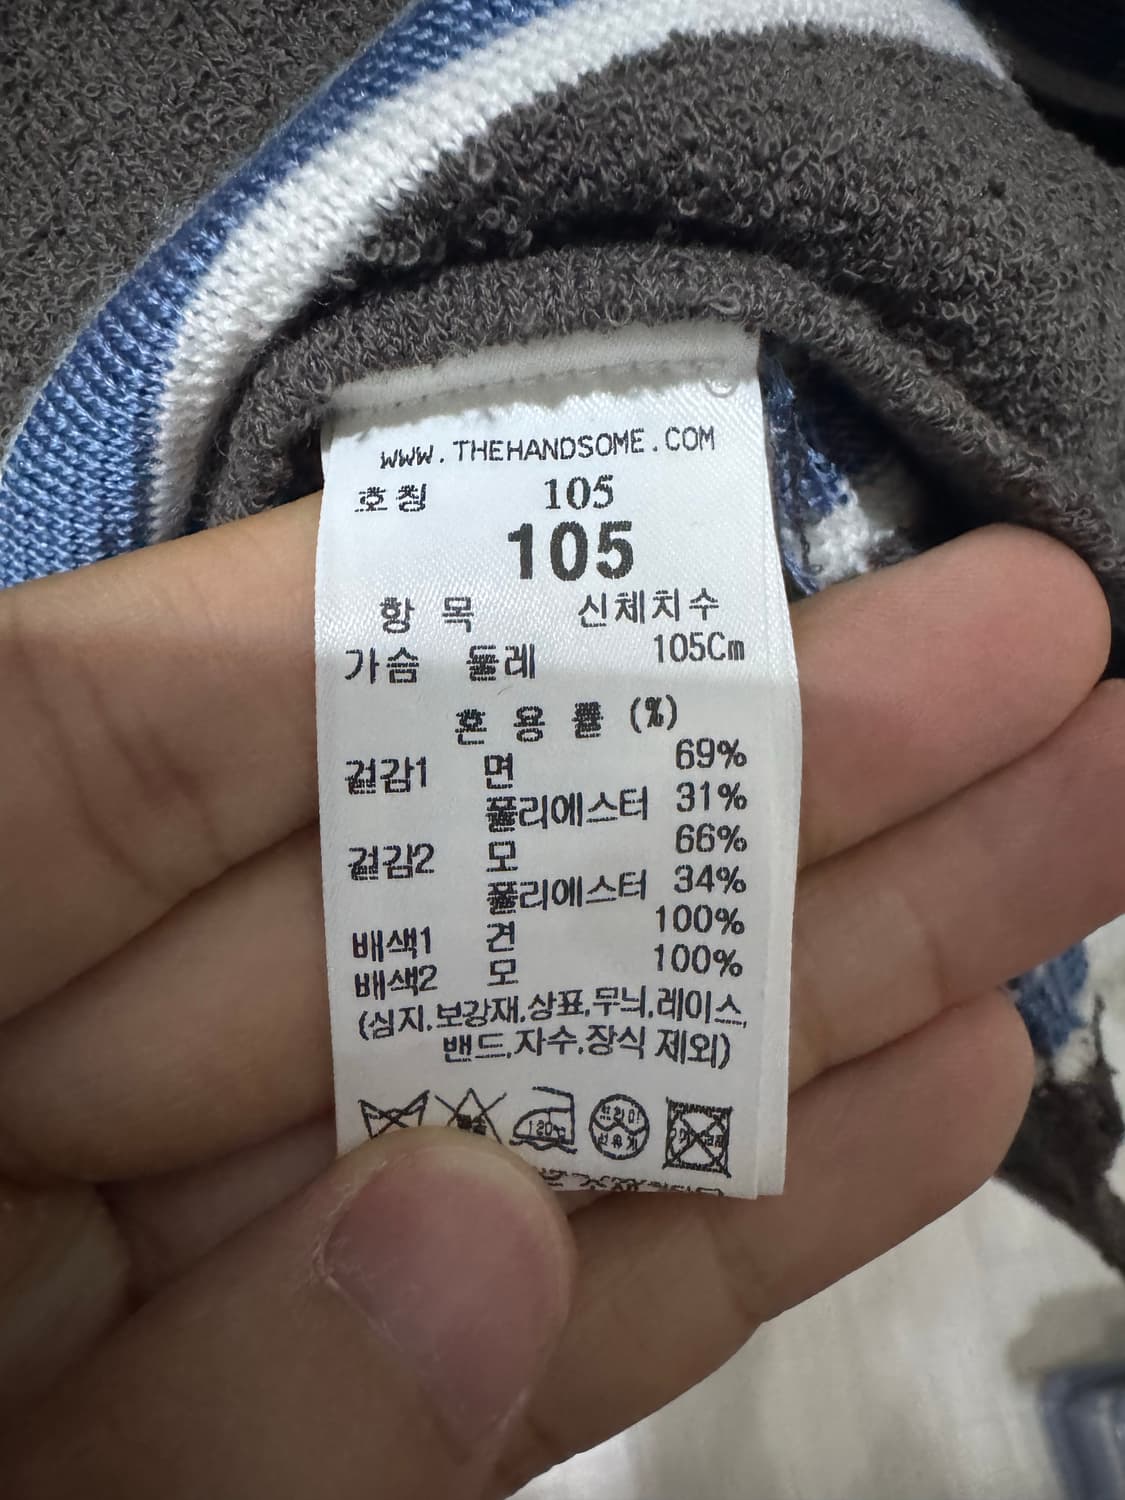 WWW.THEHANDSOME.COM
호칭 105
105
항 목 신체치수
가슴 둘레 105Cm
혼 용 률 (%)
겉감1 면 69%
폴리에스터 31%
겉감2 모 66%
폴리에스터 34%
배색1 견 100%
배색2 모 100%
(심지,보강재,상표,무늬,레이스,
밴드,자수,장식 제외)